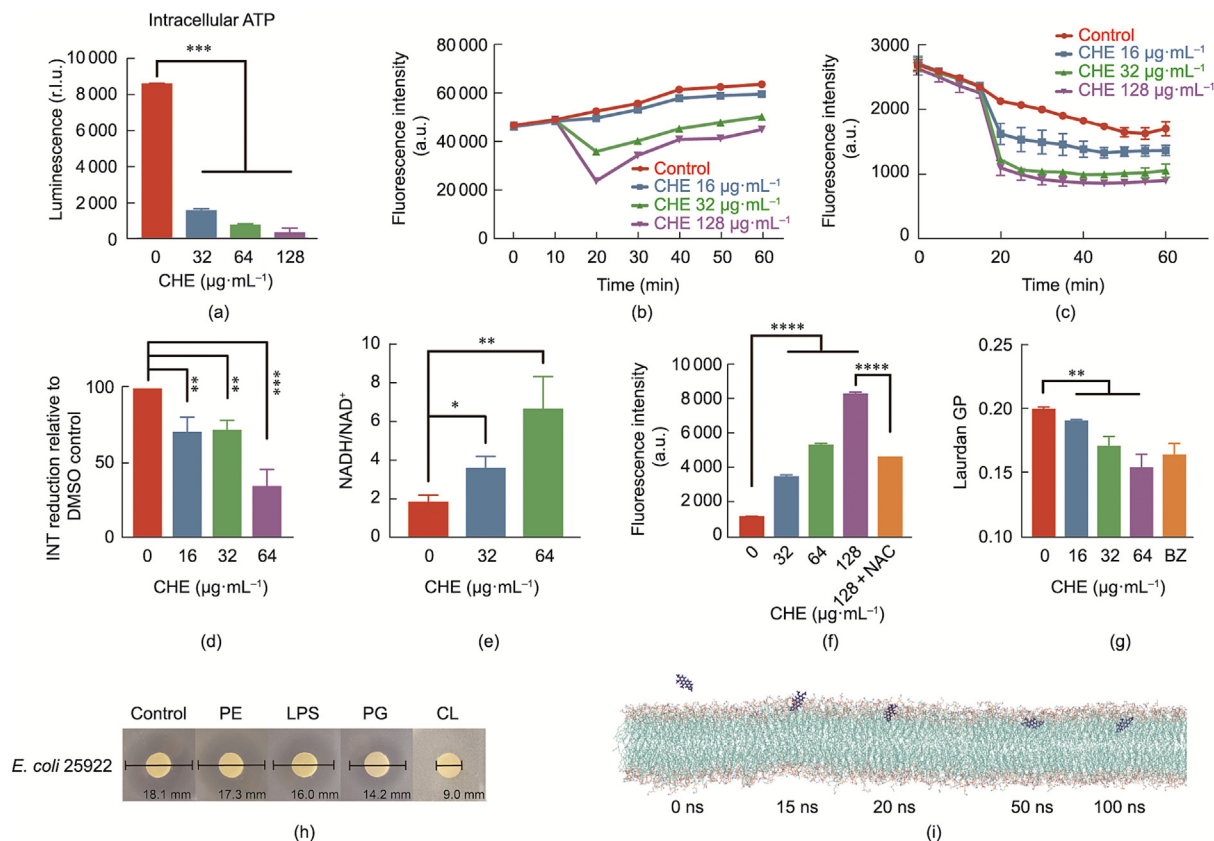 Intracellular ATP
Luminescence (r.l.u.)
10 000
8 000
6 000
4 000
2 000
0
***
0 32 64 128
CHE (µg·mL⁻¹)
(a)
Fluorescence intensity
(a.u.)
80 000
60 000
40 000
20 000
0
Control
CHE 16 µg·mL⁻¹
CHE 32 µg·mL⁻¹
CHE 128 µg·mL⁻¹
0 10 20 30 40 50 60
Time (min)
(b)
Fluorescence intensity
(a.u.)
3000
2000
1000
0
Control
CHE 16 µg·mL⁻¹
CHE 32 µg·mL⁻¹
CHE 128 µg·mL⁻¹
0 20 40 60
Time (min)
(c)
INT reduction relative to
DMSO control
100
50
0
**
**
***
0 16 32 64
CHE (µg·mL⁻¹)
(d)
NADH/NAD⁺
10
8
6
4
2
0
*
**
0 32 64
CHE (µg·mL⁻¹)
(e)
Fluorescence intensity
(a.u.)
10 000
8 000
6 000
4 000
2 000
0
****
****
0 32 64 128 128 + NAC
CHE
(µg·mL⁻¹)
(f)
Laurdan GP
0.25
0.20
0.15
0.10
**
0 16 32 64 BZ
CHE (µg·mL⁻¹)
(g)
Control PE LPS PG CL
E. coli 25922
18.1 mm 17.3 mm 16.0 mm 14.2 mm 9.0 mm
(h)
0 ns 15 ns 20 ns 50 ns 100 ns
(i)